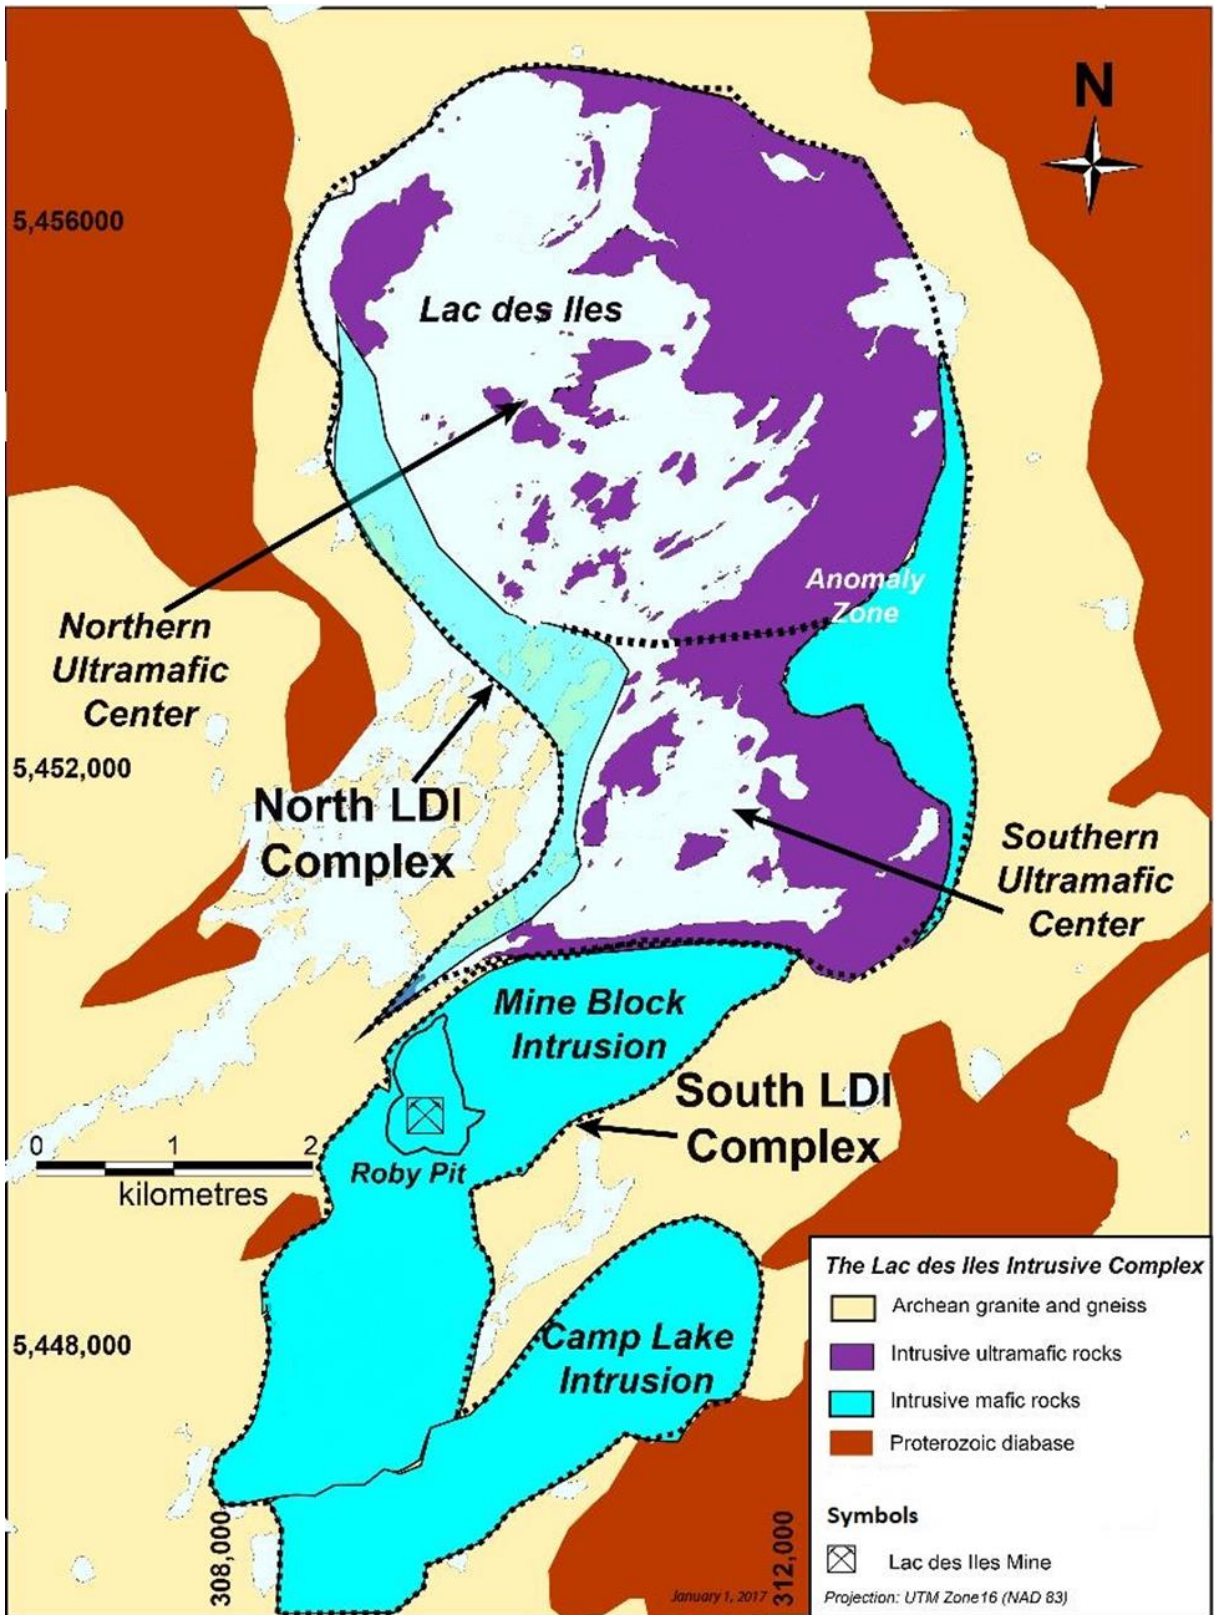 N
5,456000
Lac des Iles
Anomaly
Zone
Northern
Ultramafic
Center
5,452,000
North LDI
Complex
Southern
Ultramafic
Center
Mine Block
Intrusion
South LDI
Complex
0 1 2
kilometres
Roby Pit
5,448,000
Camp Lake
Intrusion
308,000
312,000
January 1, 2017
The Lac des Iles Intrusive Complex
Archean granite and gneiss
Intrusive ultramafic rocks
Intrusive mafic rocks
Proterozoic diabase
Symbols
Lac des Iles Mine
Projection: UTM Zone16 (NAD 83)